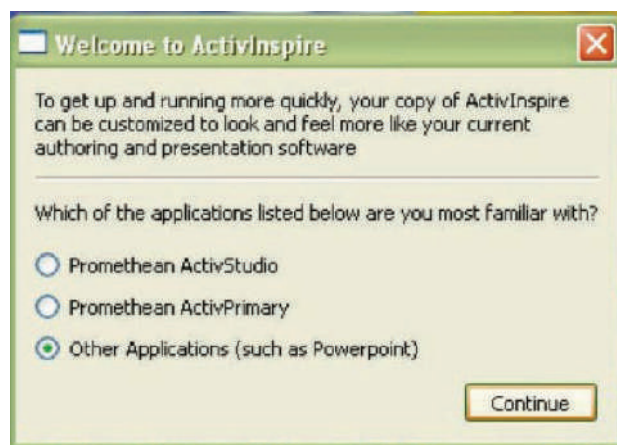 Welcome to ActivInspire
To get up and running more quickly, your copy of ActivInspire
can be customized to look and feel more like your current
authoring and presentation software
Which of the applications listed below are you most familiar with?
Promethean ActivStudio
Promethean ActivPrimary
Other Applications (such as Powerpoint)
Continue